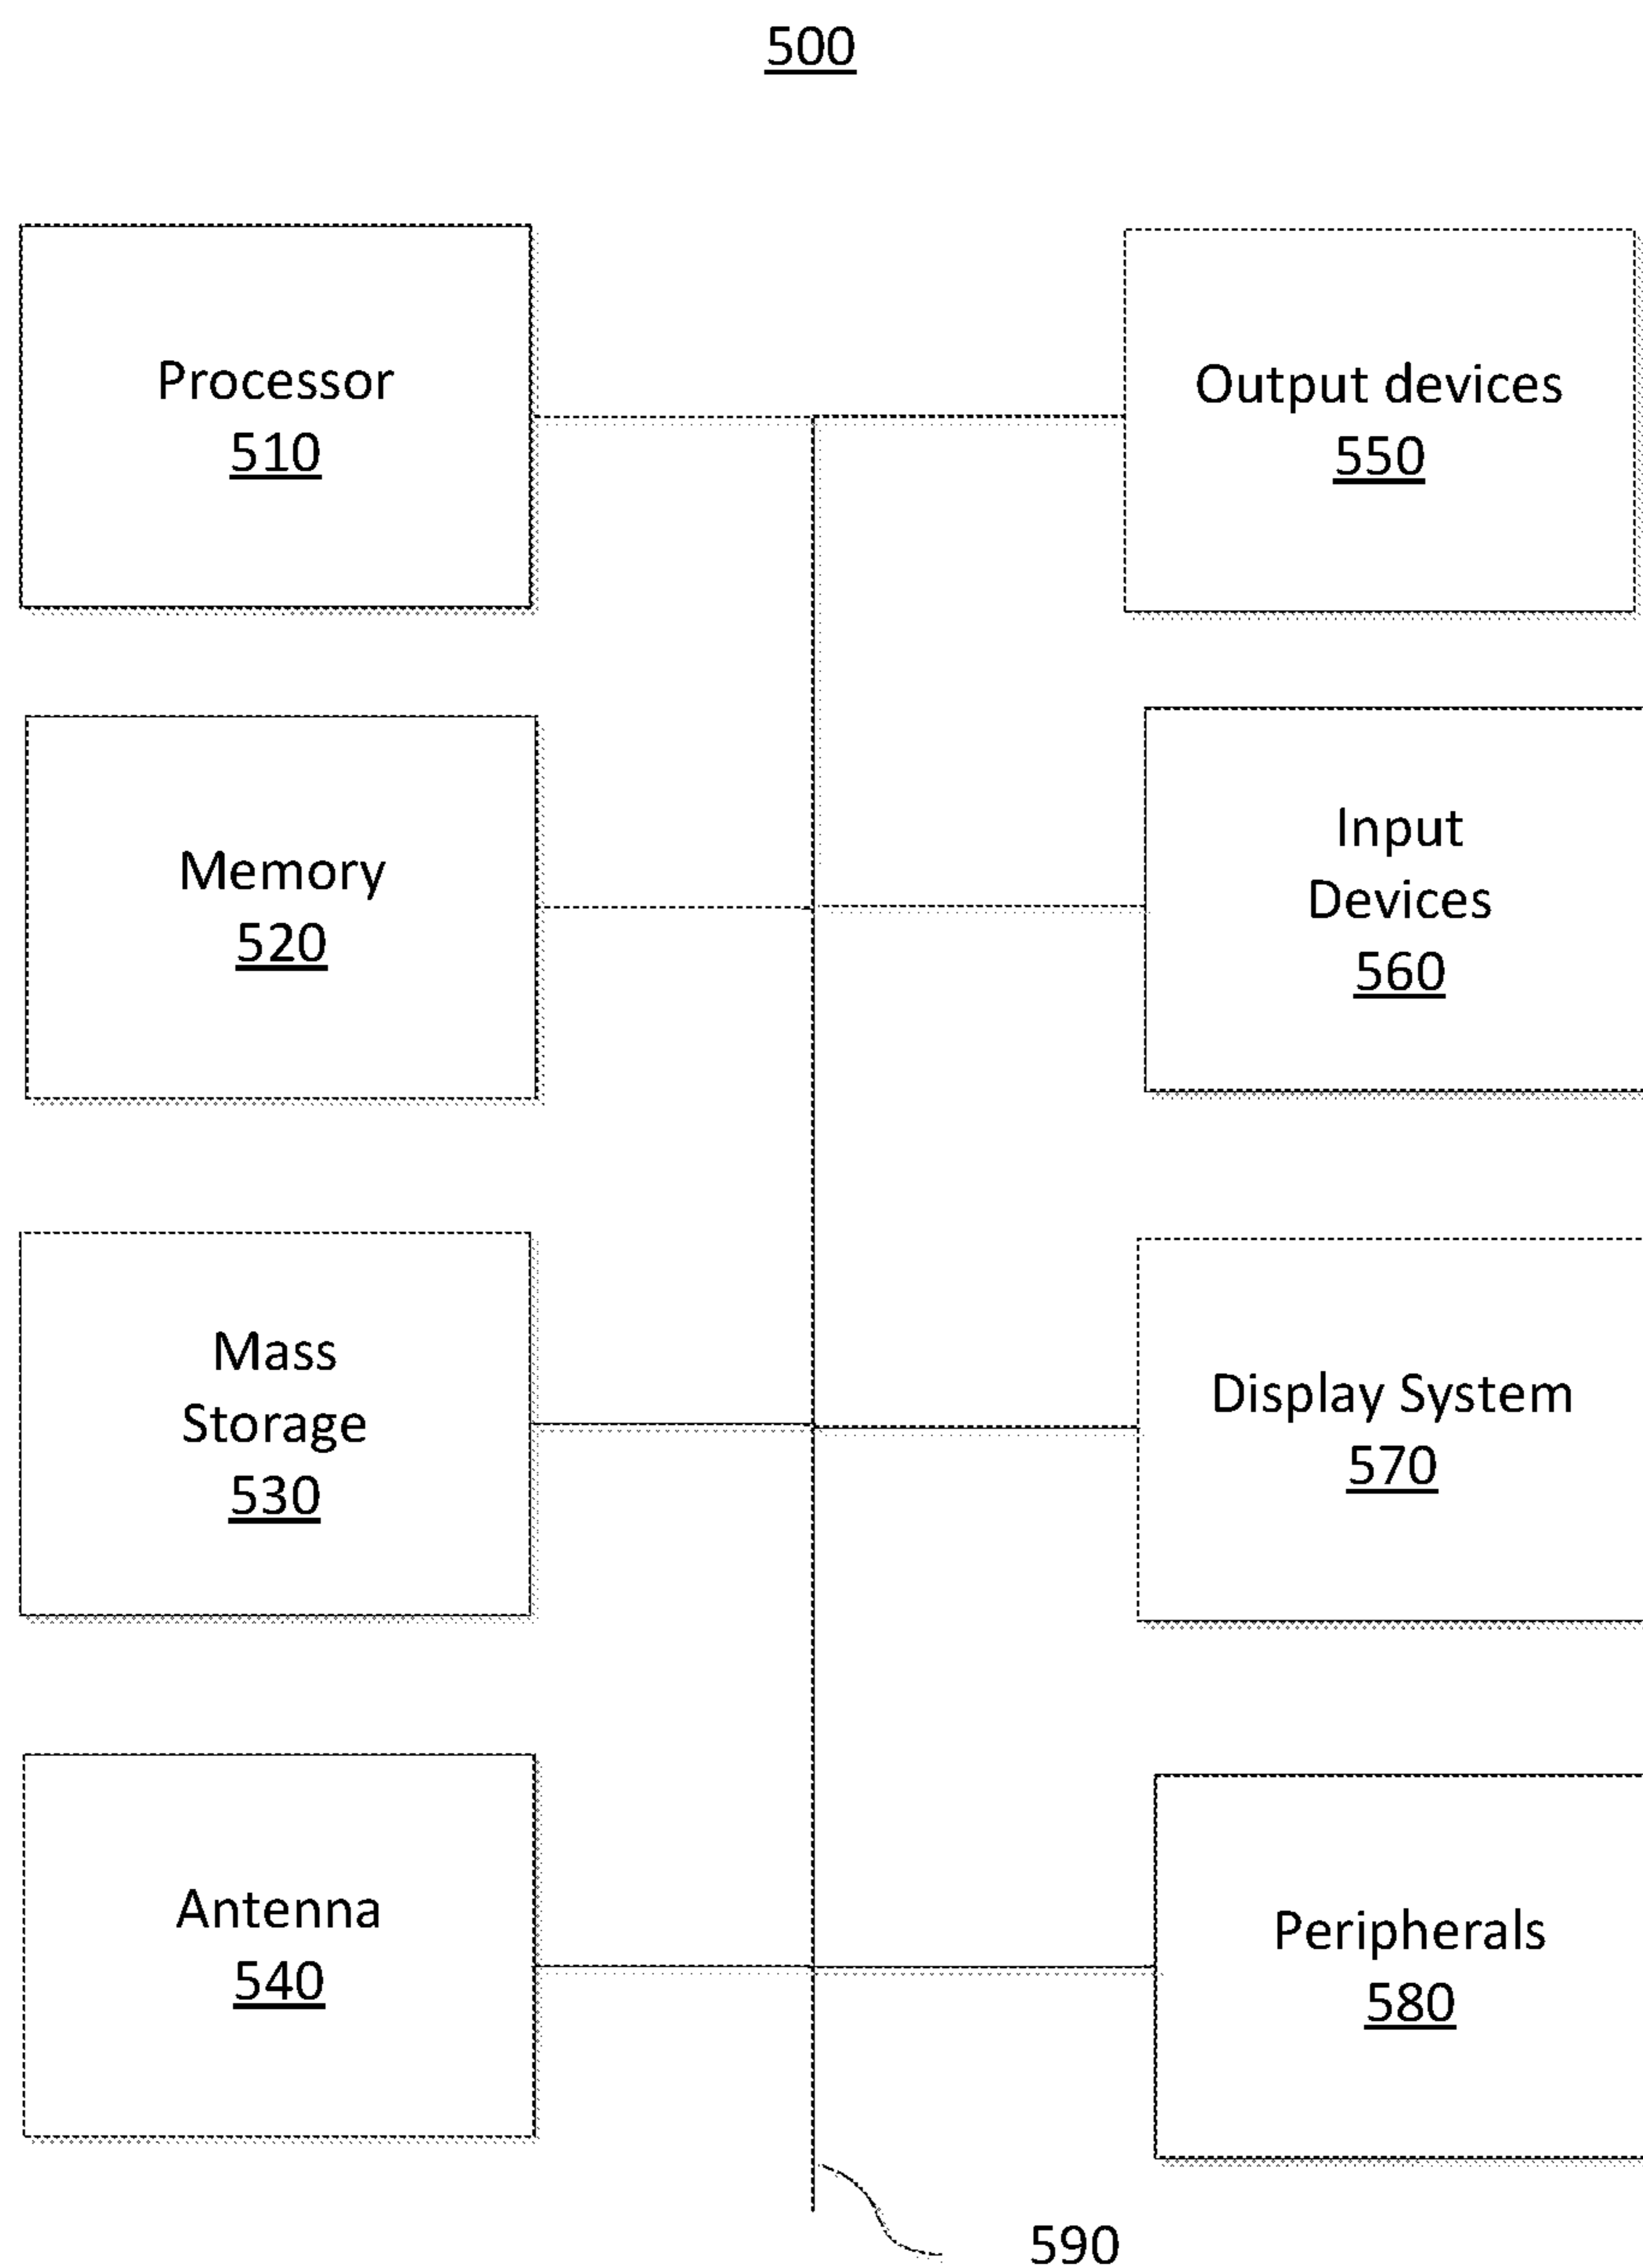 500
Processor
510
Output devices
550
Memory
520
Input
Devices
560
Mass
Storage
530
Display System
570
Antenna
540
Peripherals
580
590